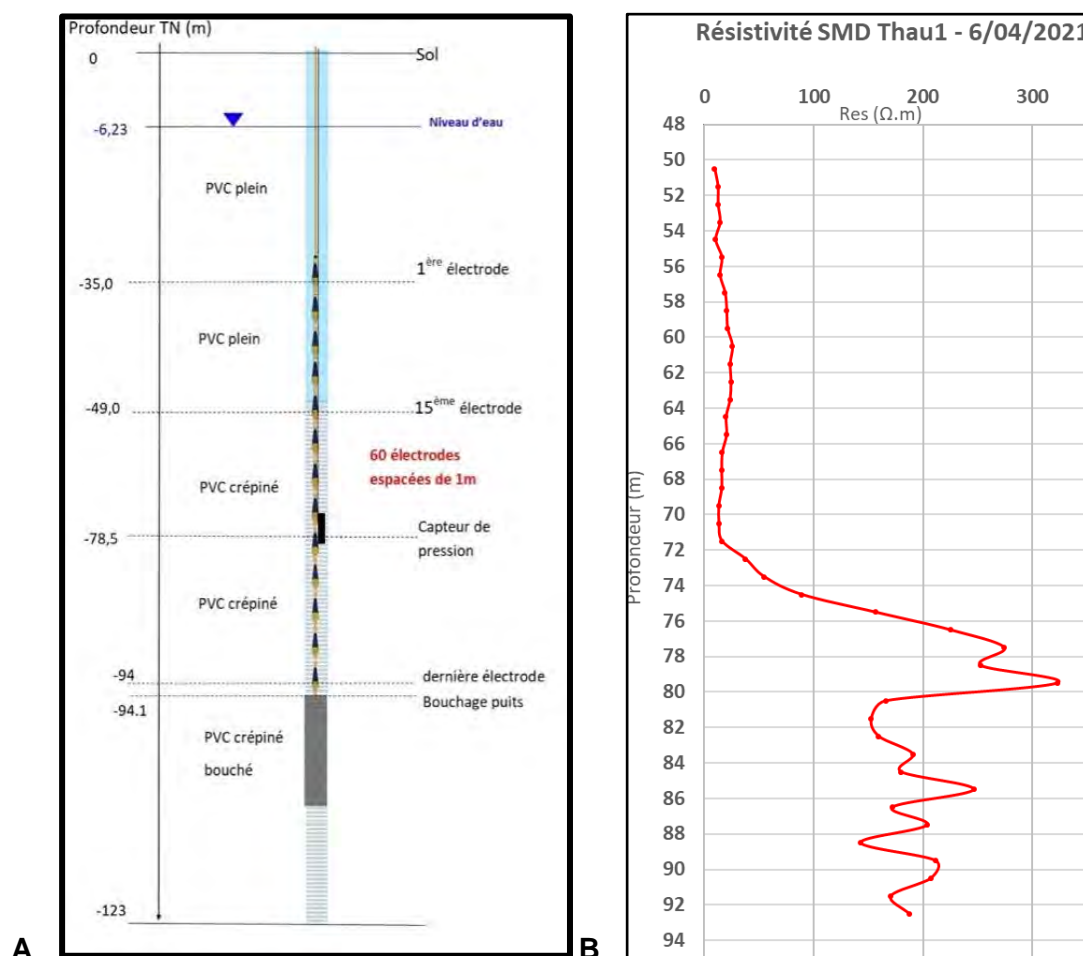 Profondeur TN (m)
0
Sol
-6,23
Niveau d'eau
PVC plein
1ère électrode
-35,0
PVC plein
-49,0
15ème électrode
60 électrodes
espacées de 1m
PVC crépiné
Capteur de
pression
-78,5
PVC crépiné
-94
dernière électrode
-94.1
Bouchage puits
PVC crépiné
bouché
-123
A
Résistivité SMD Thau1 - 6/04/2021
0 100 200 300
Res (Ω.m)
48
50
52
54
56
58
60
62
64
66
68
70
72
74
76
78
80
82
84
86
88
90
92
94
Profondeur (m)
B